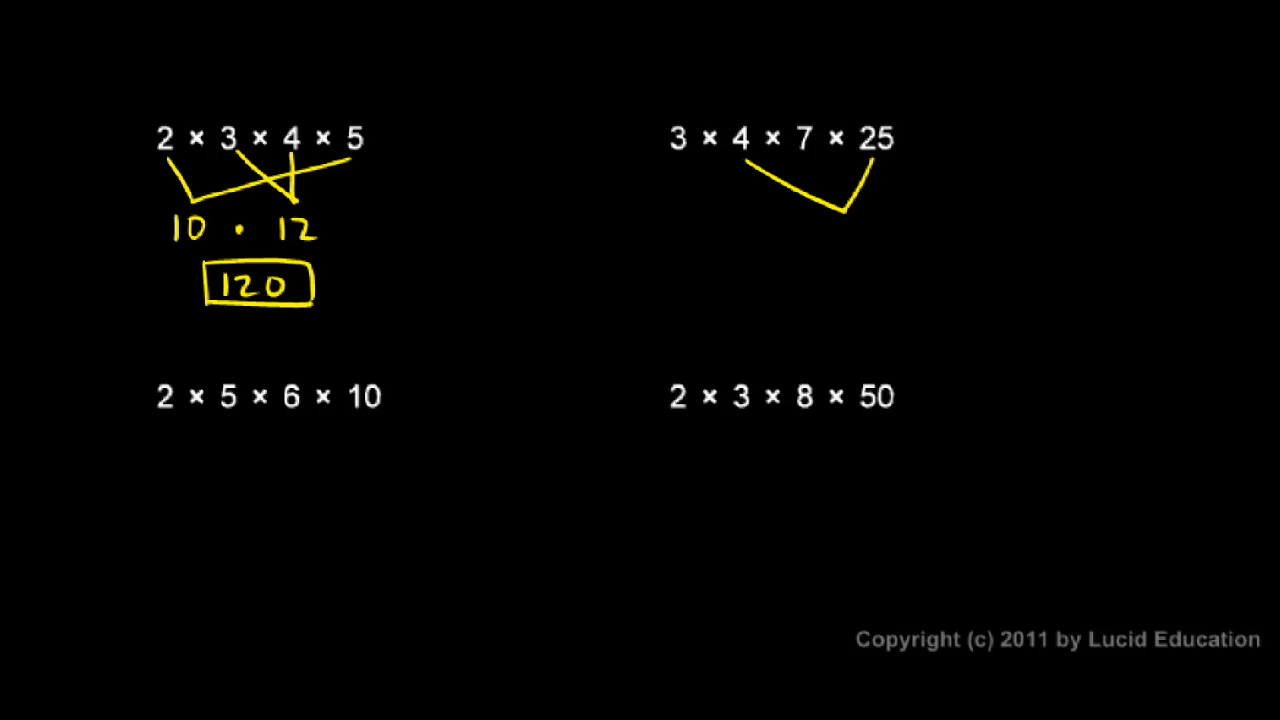 2 × 3 × 4 × 5
10 · 12
120
3 × 4 × 7 × 25
2 × 5 × 6 × 10
2 × 3 × 8 × 50
Copyright (c) 2011 by Lucid Education